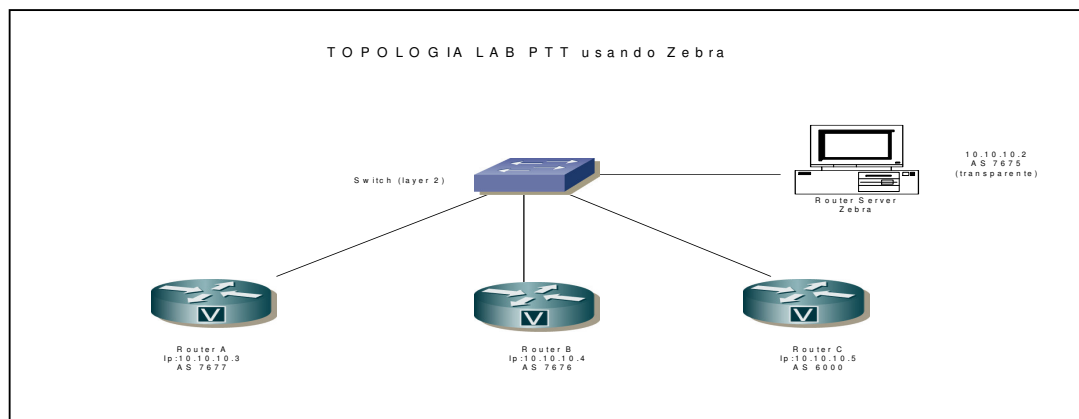 TOPOLOGIA LAB PTT usando Zebra
Switch (layer 2)
10.10.10.2
AS 7675
(transparente)
Router Server
Zebra
Router A
Ip:10.10.10.3
AS 7677
Router B
Ip:10.10.10.4
AS 7676
Router C
Ip:10.10.10.5
AS 6000